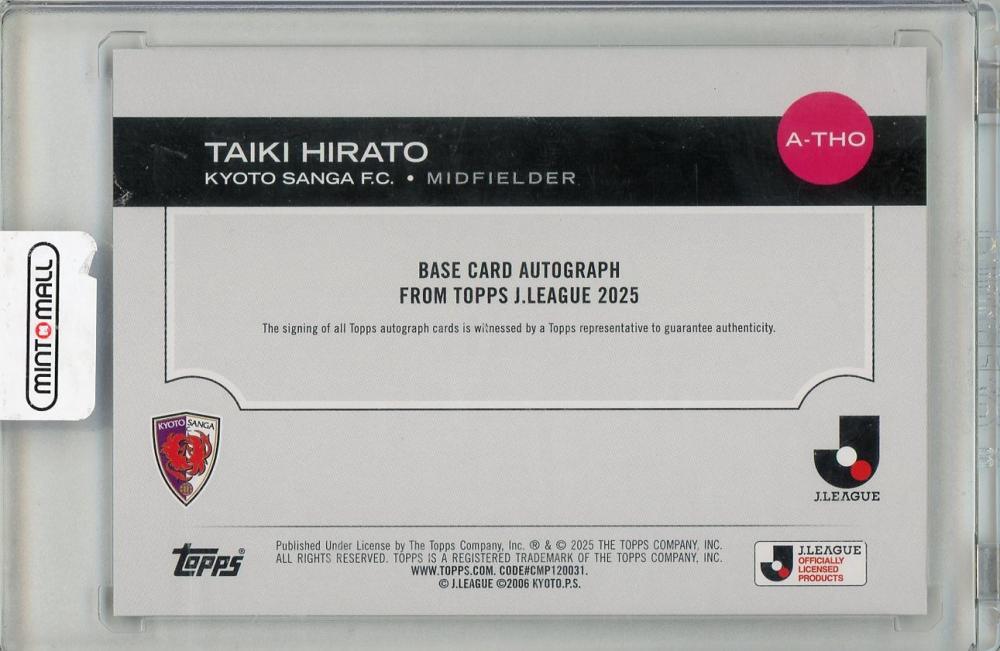 A-THO
TAIKI HIRATO
KYOTO SANGA F.C. • MIDFIELDER
BASE CARD AUTOGRAPH
FROM TOPPS J.LEAGUE 2025
The signing of all Topps autograph cards is witnessed by a Topps representative to guarantee authenticity.
MINT MALL
KYOTO SANGA
J.LEAGUE
topps®
Published Under License by The Topps Company, Inc. ® & © 2025 THE TOPPS COMPANY, INC.
ALL RIGHTS RESERVED. TOPPS IS A REGISTERED TRADEMARK OF THE TOPPS COMPANY, INC.
WWW.TOPPS.COM. CODE#CMP120031.
© J.LEAGUE ©2006 KYOTO.P.S.
J.LEAGUE
OFFICIALLY
LICENSED
PRODUCTS